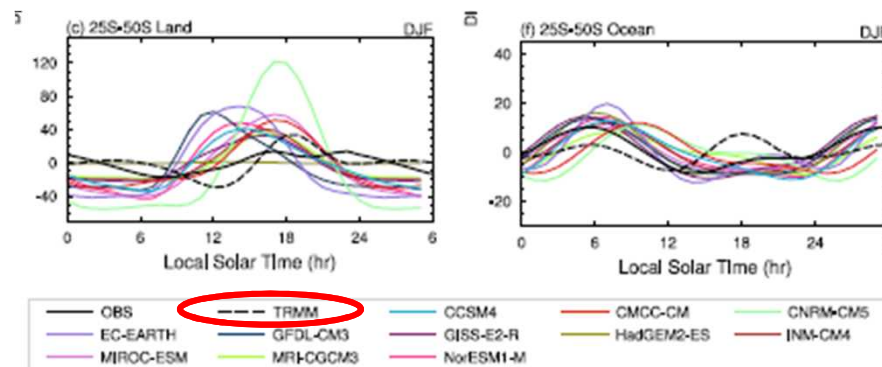 (c) 25S-50S Land DJF
120
80
40
0
-40
0 6 12 18 24 6
Local Solar Time (hr)
DI (f) 25S-50S Ocean
40
20
0
-20
0 6 12 18 24
Local Solar Time (hr)
OBS TRMM CCSM4 CMCC-CM CNRM-CM5
EC-EARTH GFDL-CM3 GISS-E2-R HadGEM2-ES INM-CM4
MIROC-ESM MRI-CGCM3 NorESM1-M